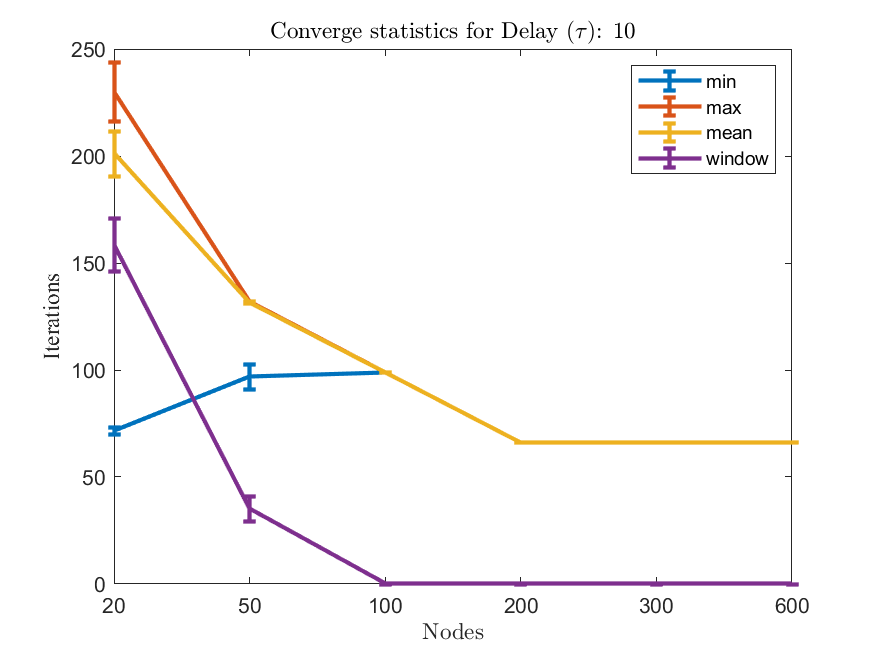 Converge statistics for Delay (τ): 10
250
200
150
100
50
0
Iterations
min
max
mean
window
20 50 100 200 300 600
Nodes